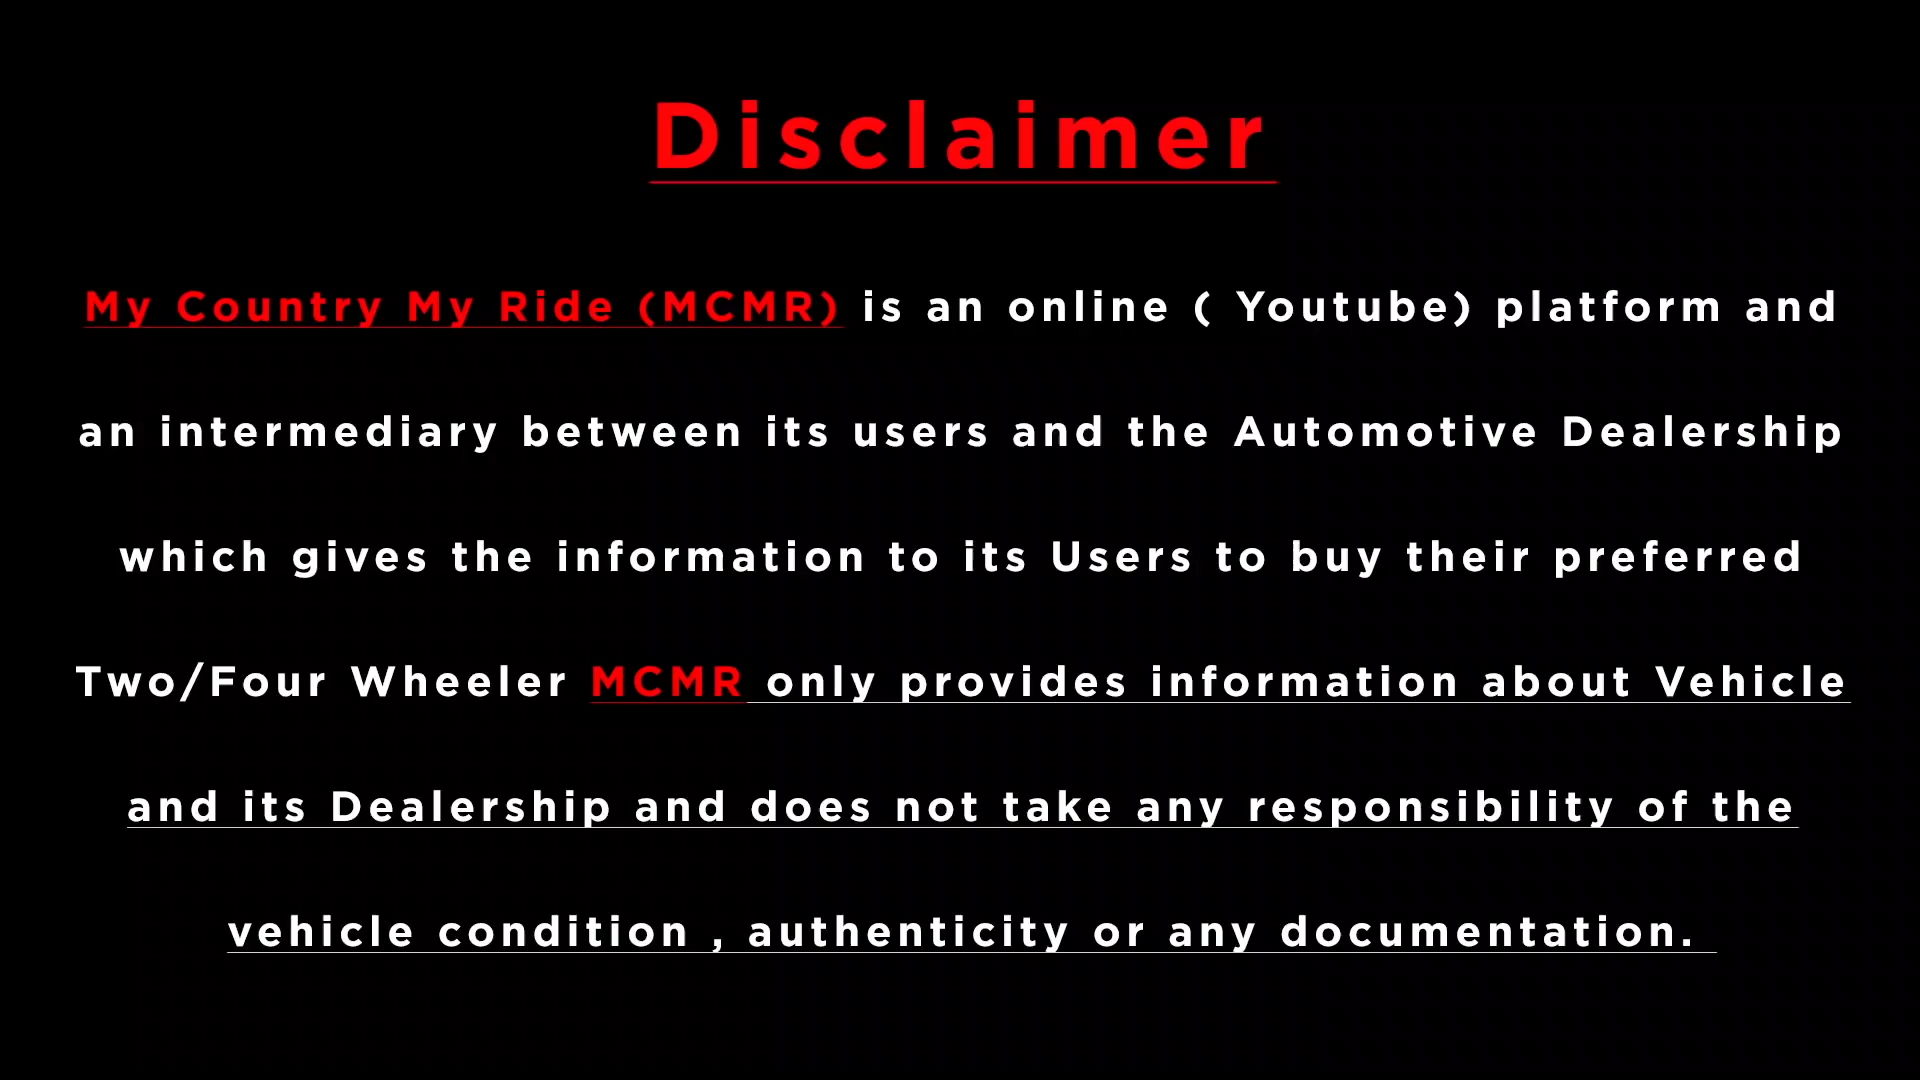 Disclaimer
My Country My Ride (MCMR) is an online ( Youtube) platform and
an intermediary between its users and the Automotive Dealership
which gives the information to its Users to buy their preferred
Two/Four Wheeler MCMR only provides information about Vehicle
and its Dealership and does not take any responsibility of the
vehicle condition , authenticity or any documentation.